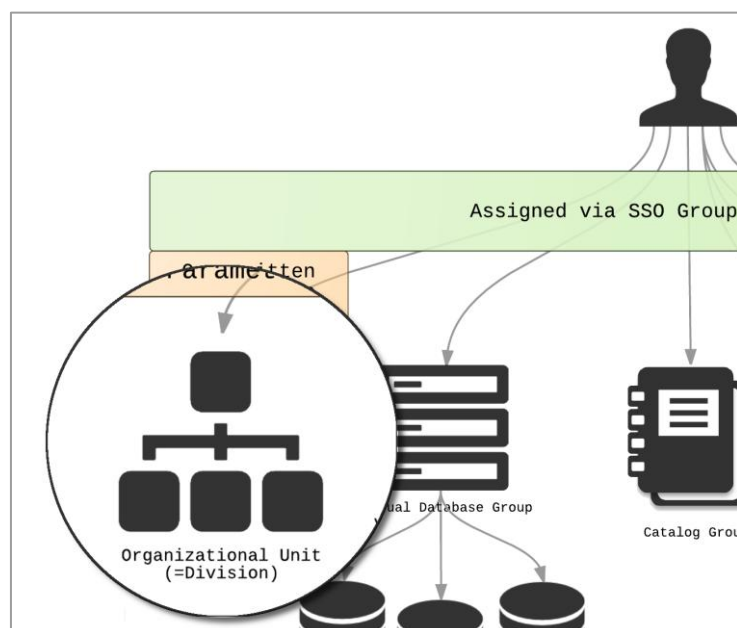 Assigned via SSO Group
Organizational Unit
(=Division)
ual Database Group
Catalog Grou